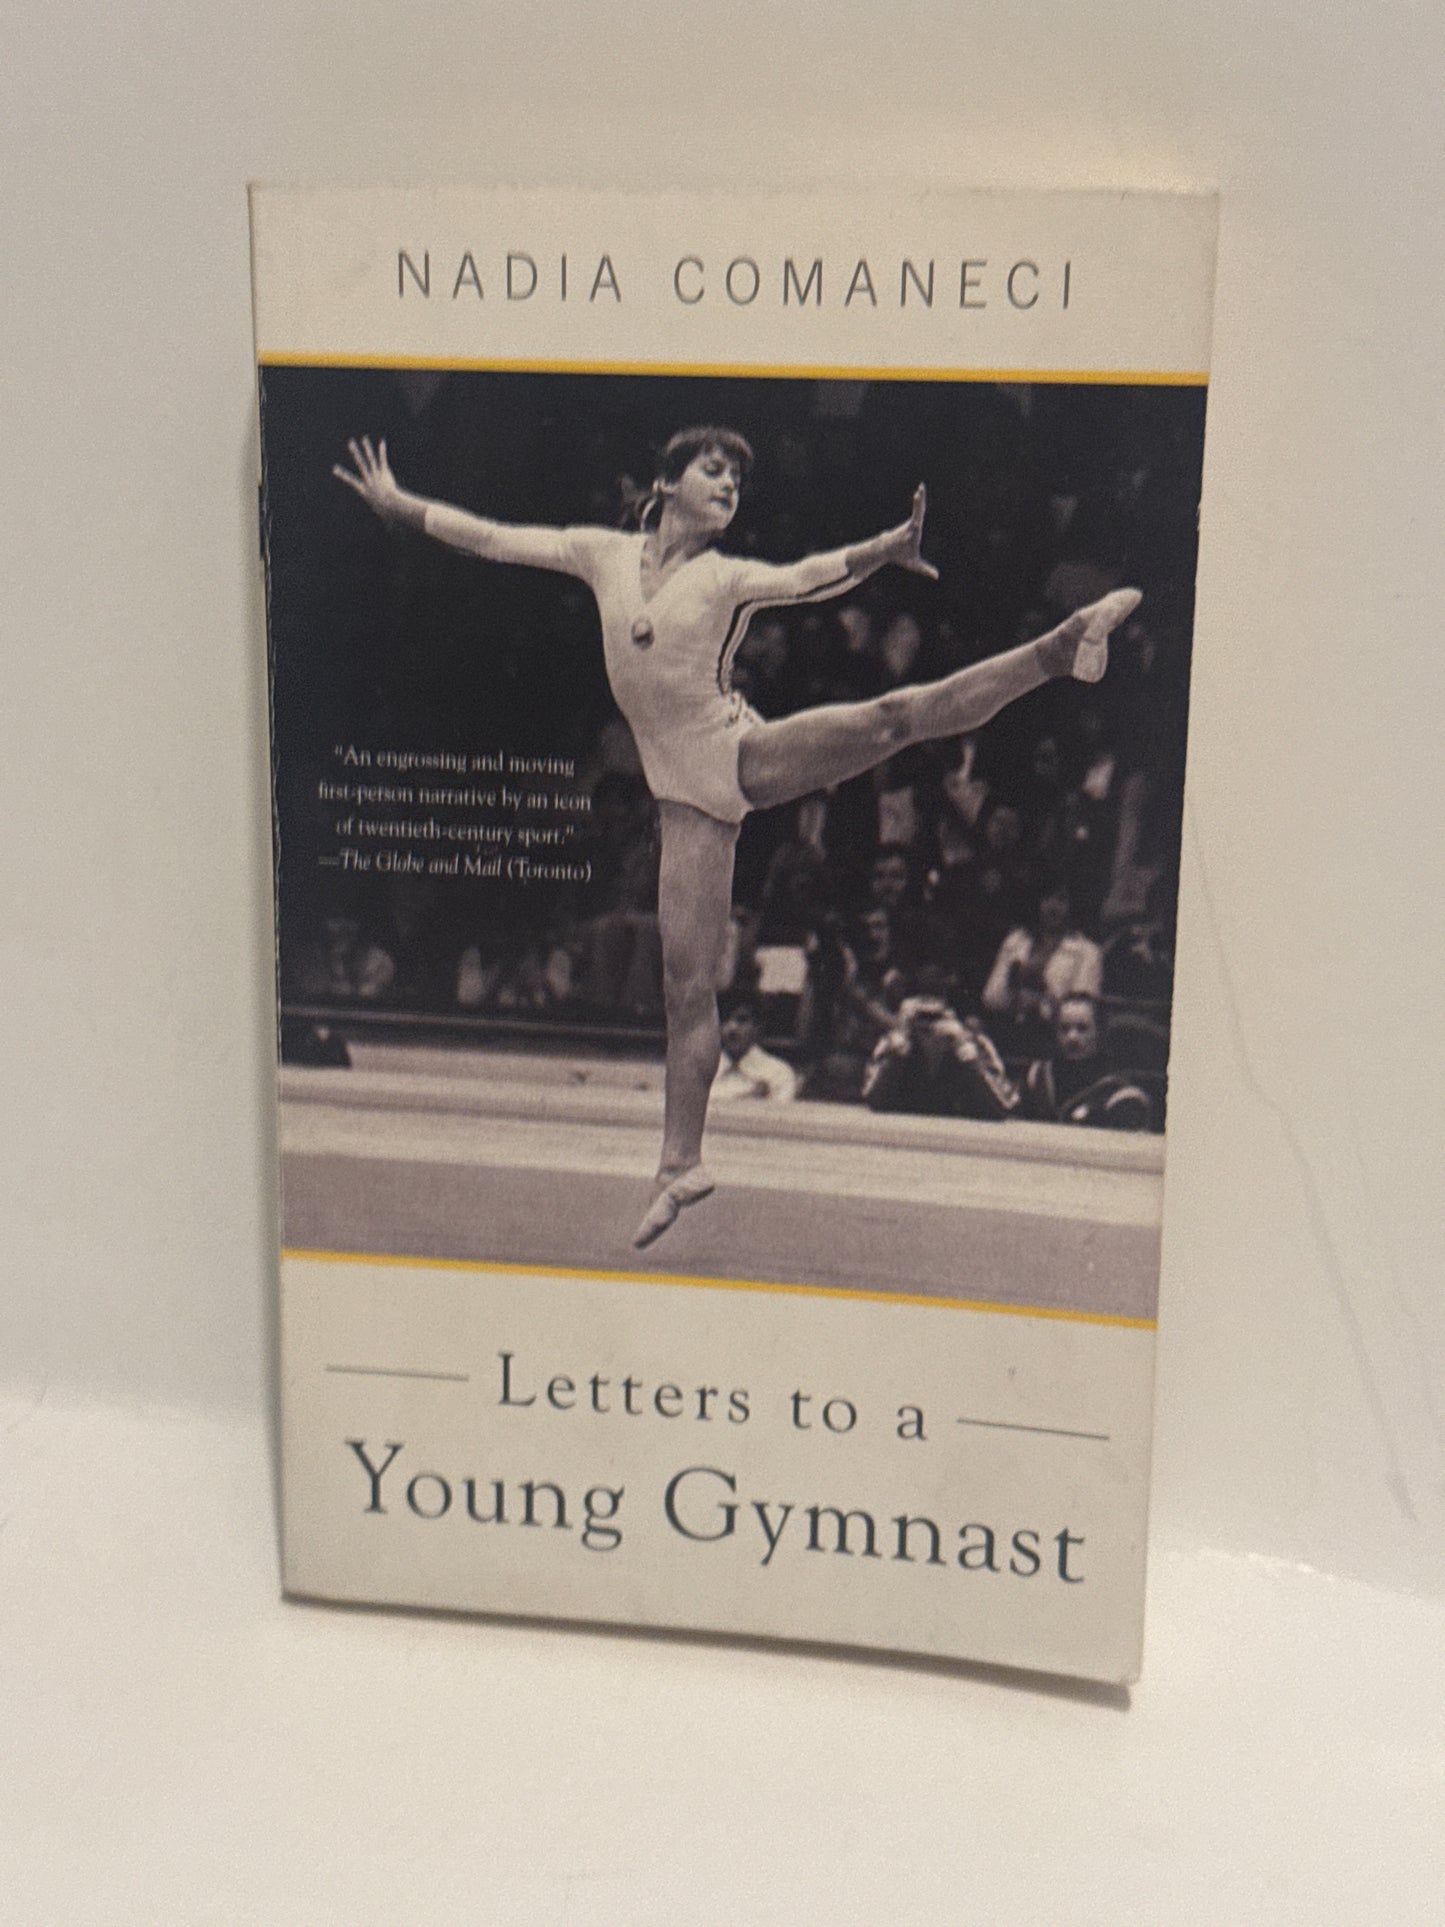 NADIA COMANECI
"An engrossing and moving
first-person narrative by an icon
of twentieth-century sport."
—The Globe and Mail (Toronto)
Letters to a
Young Gymnast